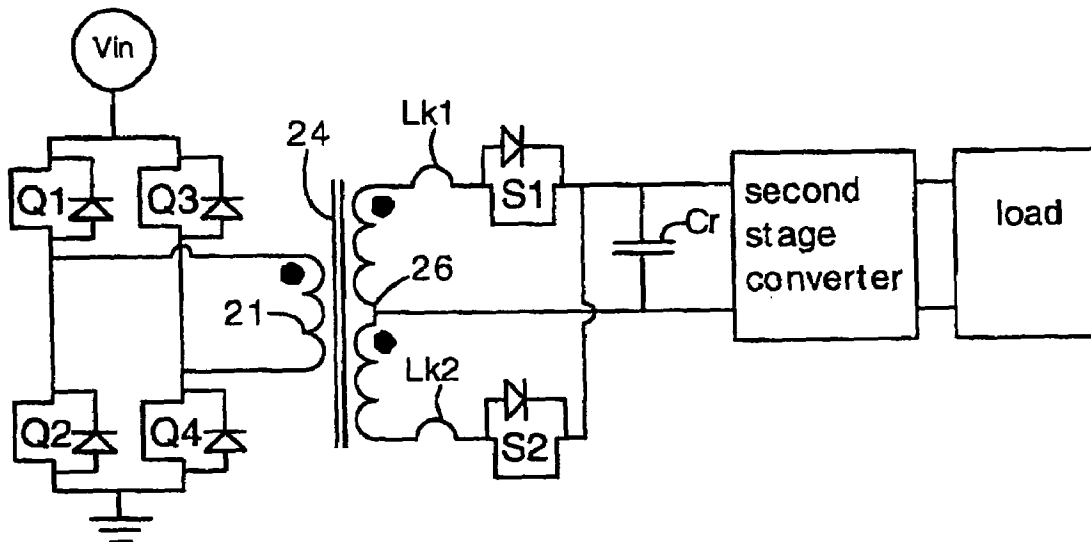 Vin
Q1
Q3
24
Lk1
S1
21
26
Cr
second
stage
converter
load
Q2
Q4
Lk2
S2